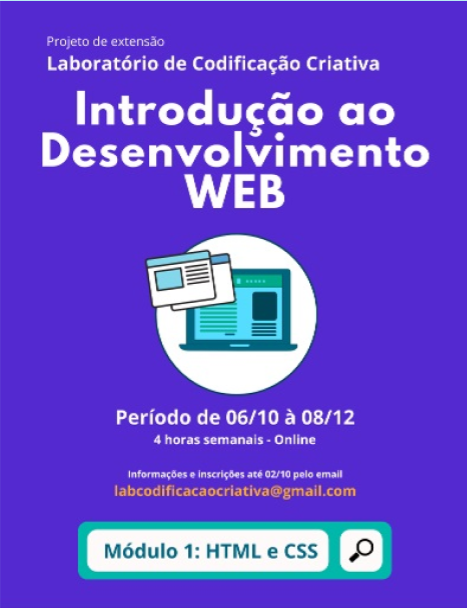 Projeto de extensão
Laboratório de Codificação Criativa
Introdução ao
Desenvolvimento
WEB
Período de 06/10 à 08/12
4 horas semanais - Online
Informações e inscrições até 02/10 pelo email
labcodificacaocriativa@gmail.com
Módulo 1: HTML e CSS